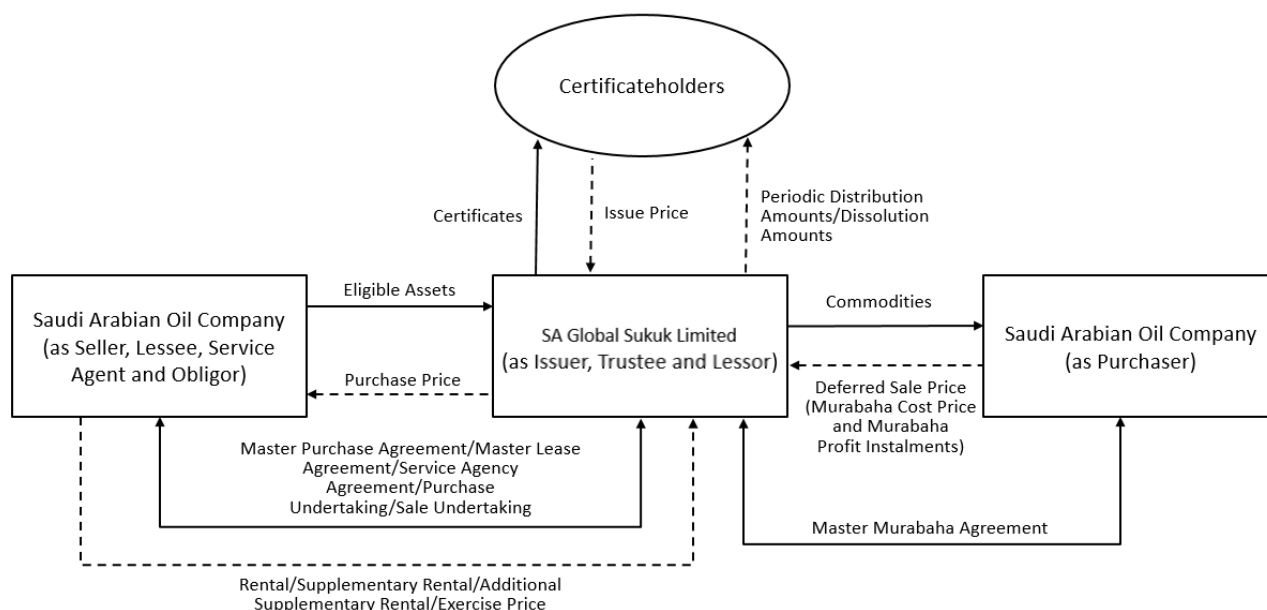 Certificateholders
Certificates
Issue Price
Periodic Distribution
Amounts/Dissolution
Amounts
Saudi Arabian Oil Company
(as Seller, Lessee, Service
Agent and Obligor)
Eligible Assets
Purchase Price
SA Global Sukuk Limited
(as Issuer, Trustee and Lessor)
Commodities
Deferred Sale Price
(Murabaha Cost Price
and Murabaha
Profit Instalments)
Saudi Arabian Oil Company
(as Purchaser)
Master Purchase Agreement/Master Lease
Agreement/Service Agency
Agreement/Purchase
Undertaking/Sale Undertaking
Master Murabaha Agreement
Rental/Supplementary Rental/Additional
Supplementary Rental/Exercise Price